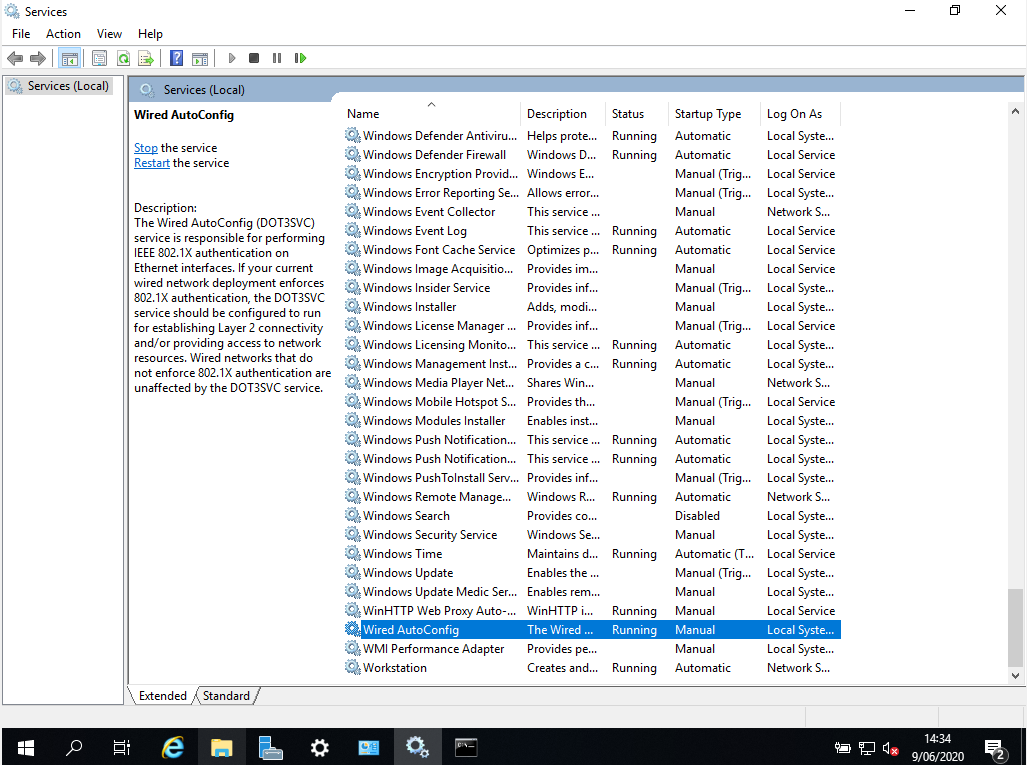 Services
File Action View Help
Services (Local)
Services (Local)
Wired AutoConfig
Stop the service
Restart the service
Description:
The Wired AutoConfig (DOT3SVC)
service is responsible for performing
IEEE 802.1X authentication on
Ethernet interfaces. If your current
wired network deployment enforces
802.1X authentication, the DOT3SVC
service should be configured to run
for establishing Layer 2 connectivity
and/or providing access to network
resources. Wired networks that do
not enforce 802.1X authentication are
unaffected by the DOT3SVC service.
Name Description Status Startup Type Log On As
Windows Defender Antiviru... Helps prote... Running Automatic Local Syste...
Windows Defender Firewall Windows D... Running Automatic Local Service
Windows Encryption Provid... Windows E... Manual (Trig... Local Service
Windows Error Reporting Se... Allows error... Manual (Trig... Local Syste...
Windows Event Collector This service ... Manual Network S...
Windows Event Log This service ... Running Automatic Local Service
Windows Font Cache Service Optimizes p... Running Automatic Local Service
Windows Image Acquisitio... Provides im... Manual Local Service
Windows Insider Service Provides inf... Manual (Trig... Local Syste...
Windows Installer Adds, modi... Manual Local Syste...
Windows License Manager ... Provides inf... Manual (Trig... Local Service
Windows Licensing Monito... This service ... Running Automatic Local Syste...
Windows Management Inst... Provides a c... Running Automatic Local Syste...
Windows Media Player Net... Shares Win... Manual Network S...
Windows Mobile Hotspot S... Provides th... Manual (Trig... Local Service
Windows Modules Installer Enables inst... Manual Local Syste...
Windows Push Notification... This service ... Running Automatic Local Syste...
Windows Push Notification... This service ... Running Automatic Local Syste...
Windows PushToInstall Serv... Provides inf... Manual (Trig... Local Syste...
Windows Remote Manage... Windows R... Running Automatic Network S...
Windows Search Provides co... Disabled Local Syste...
Windows Security Service Windows Se... Manual Local Syste...
Windows Time Maintains d... Running Automatic (T... Local Service
Windows Update Enables the ... Manual (Trig... Local Syste...
Windows Update Medic Ser... Enables rem... Manual Local Syste...
WinHTTP Web Proxy Auto-... WinHTTP i... Running Manual Local Service
Wired AutoConfig The Wired ... Running Manual Local Syste...
WMI Performance Adapter Provides pe... Manual Local Syste...
Workstation Creates and... Running Automatic Network S...
Extended Standard
14:34
9/06/2020
2